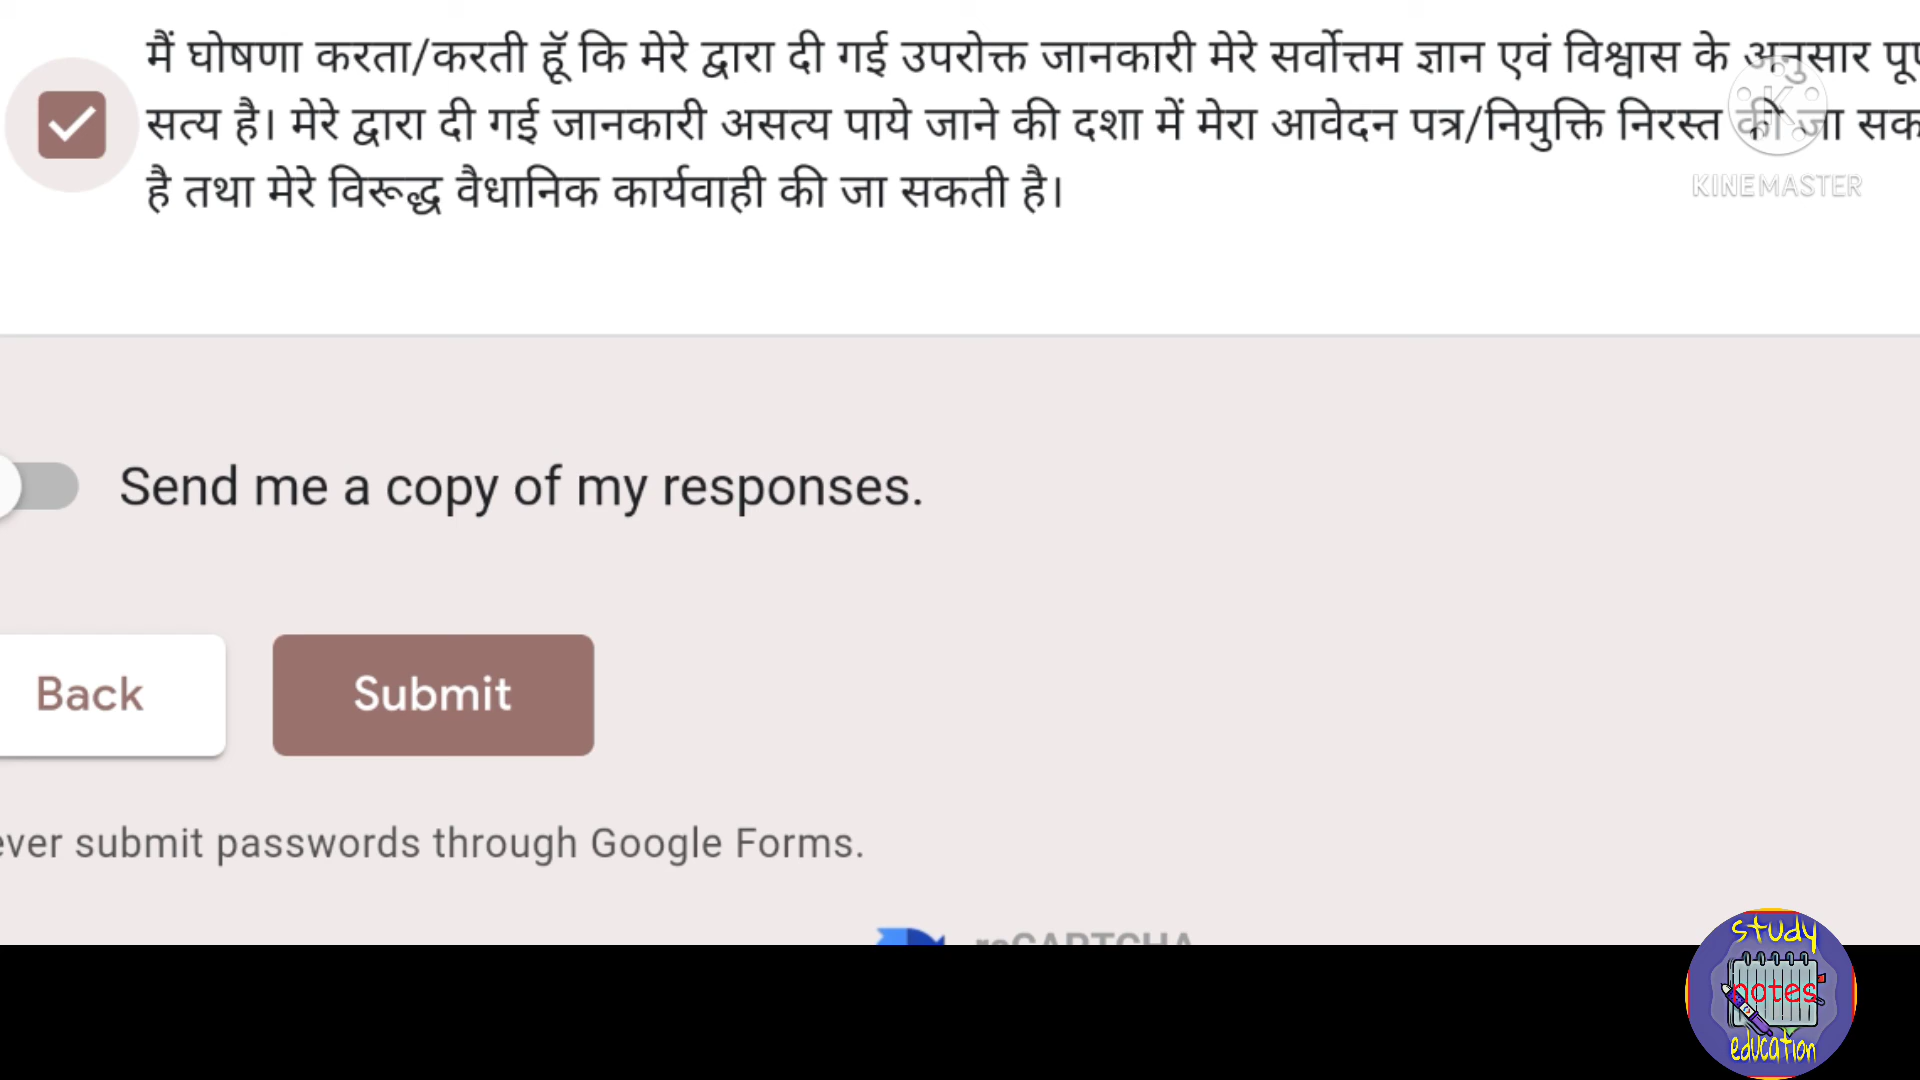 मैं घोषणा करता/करती हूँ कि मेरे द्वारा दी गई उपरोक्त जानकारी मेरे सर्वोत्तम ज्ञान एवं विश्वास के अनुसार
सत्य है। मेरे द्वारा दी गई जानकारी असत्य पाये जाने की दशा में मेरा आवेदन पत्र/नियुक्ति निरस्त की जा
है तथा मेरे विरूद्ध वैधानिक कार्यवाही की जा सकती है।
KINEMASTER
Send me a copy of my responses.
Back
Submit
submit passwords through Google Forms.
reCAPTCHA
study
notes
education